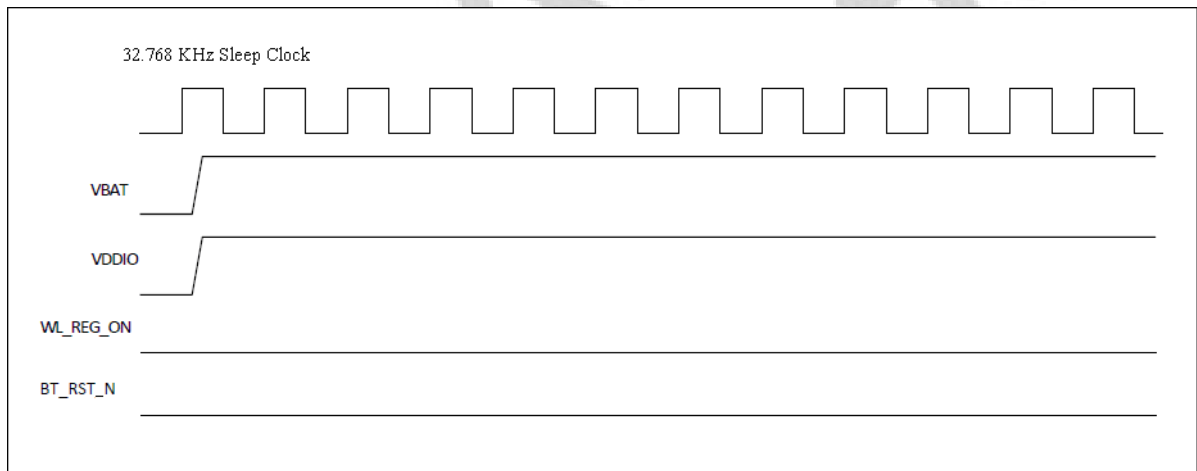 32.768 KHz Sleep Clock
VBAT
VDDIO
WL_REG_ON
BT_RST_N